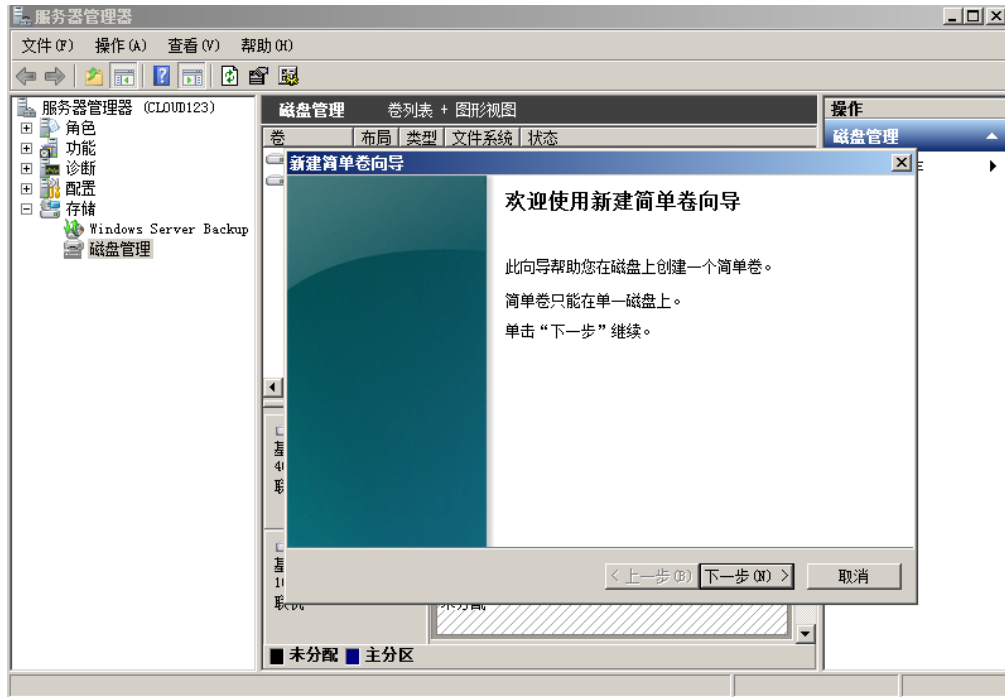 服务器管理器
文件(F) 操作(A) 查看(V) 帮助(H)
服务器管理器 (CLOUD123)
角色
功能
诊断
配置
存储
Windows Server Backup
磁盘管理
磁盘管理 卷列表 + 图形视图
卷 布局 类型 文件系统 状态
新建简单卷向导
欢迎使用新建简单卷向导
此向导帮助您在磁盘上创建一个简单卷。
简单卷只能在单一磁盘上。
单击“下一步”继续。
< 上一步(B) 下一步(N) > 取消
未分配 主分区
操作
磁盘管理